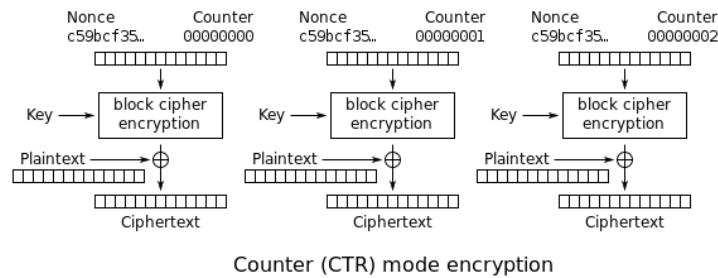 Nonce Counter Nonce Counter Nonce Counter
c59bcf35… 00000000 c59bcf35… 00000001 c59bcf35… 00000002
Key block cipher encryption Key block cipher encryption Key block cipher encryption
Plaintext Plaintext Plaintext
Ciphertext Ciphertext Ciphertext
Counter (CTR) mode encryption